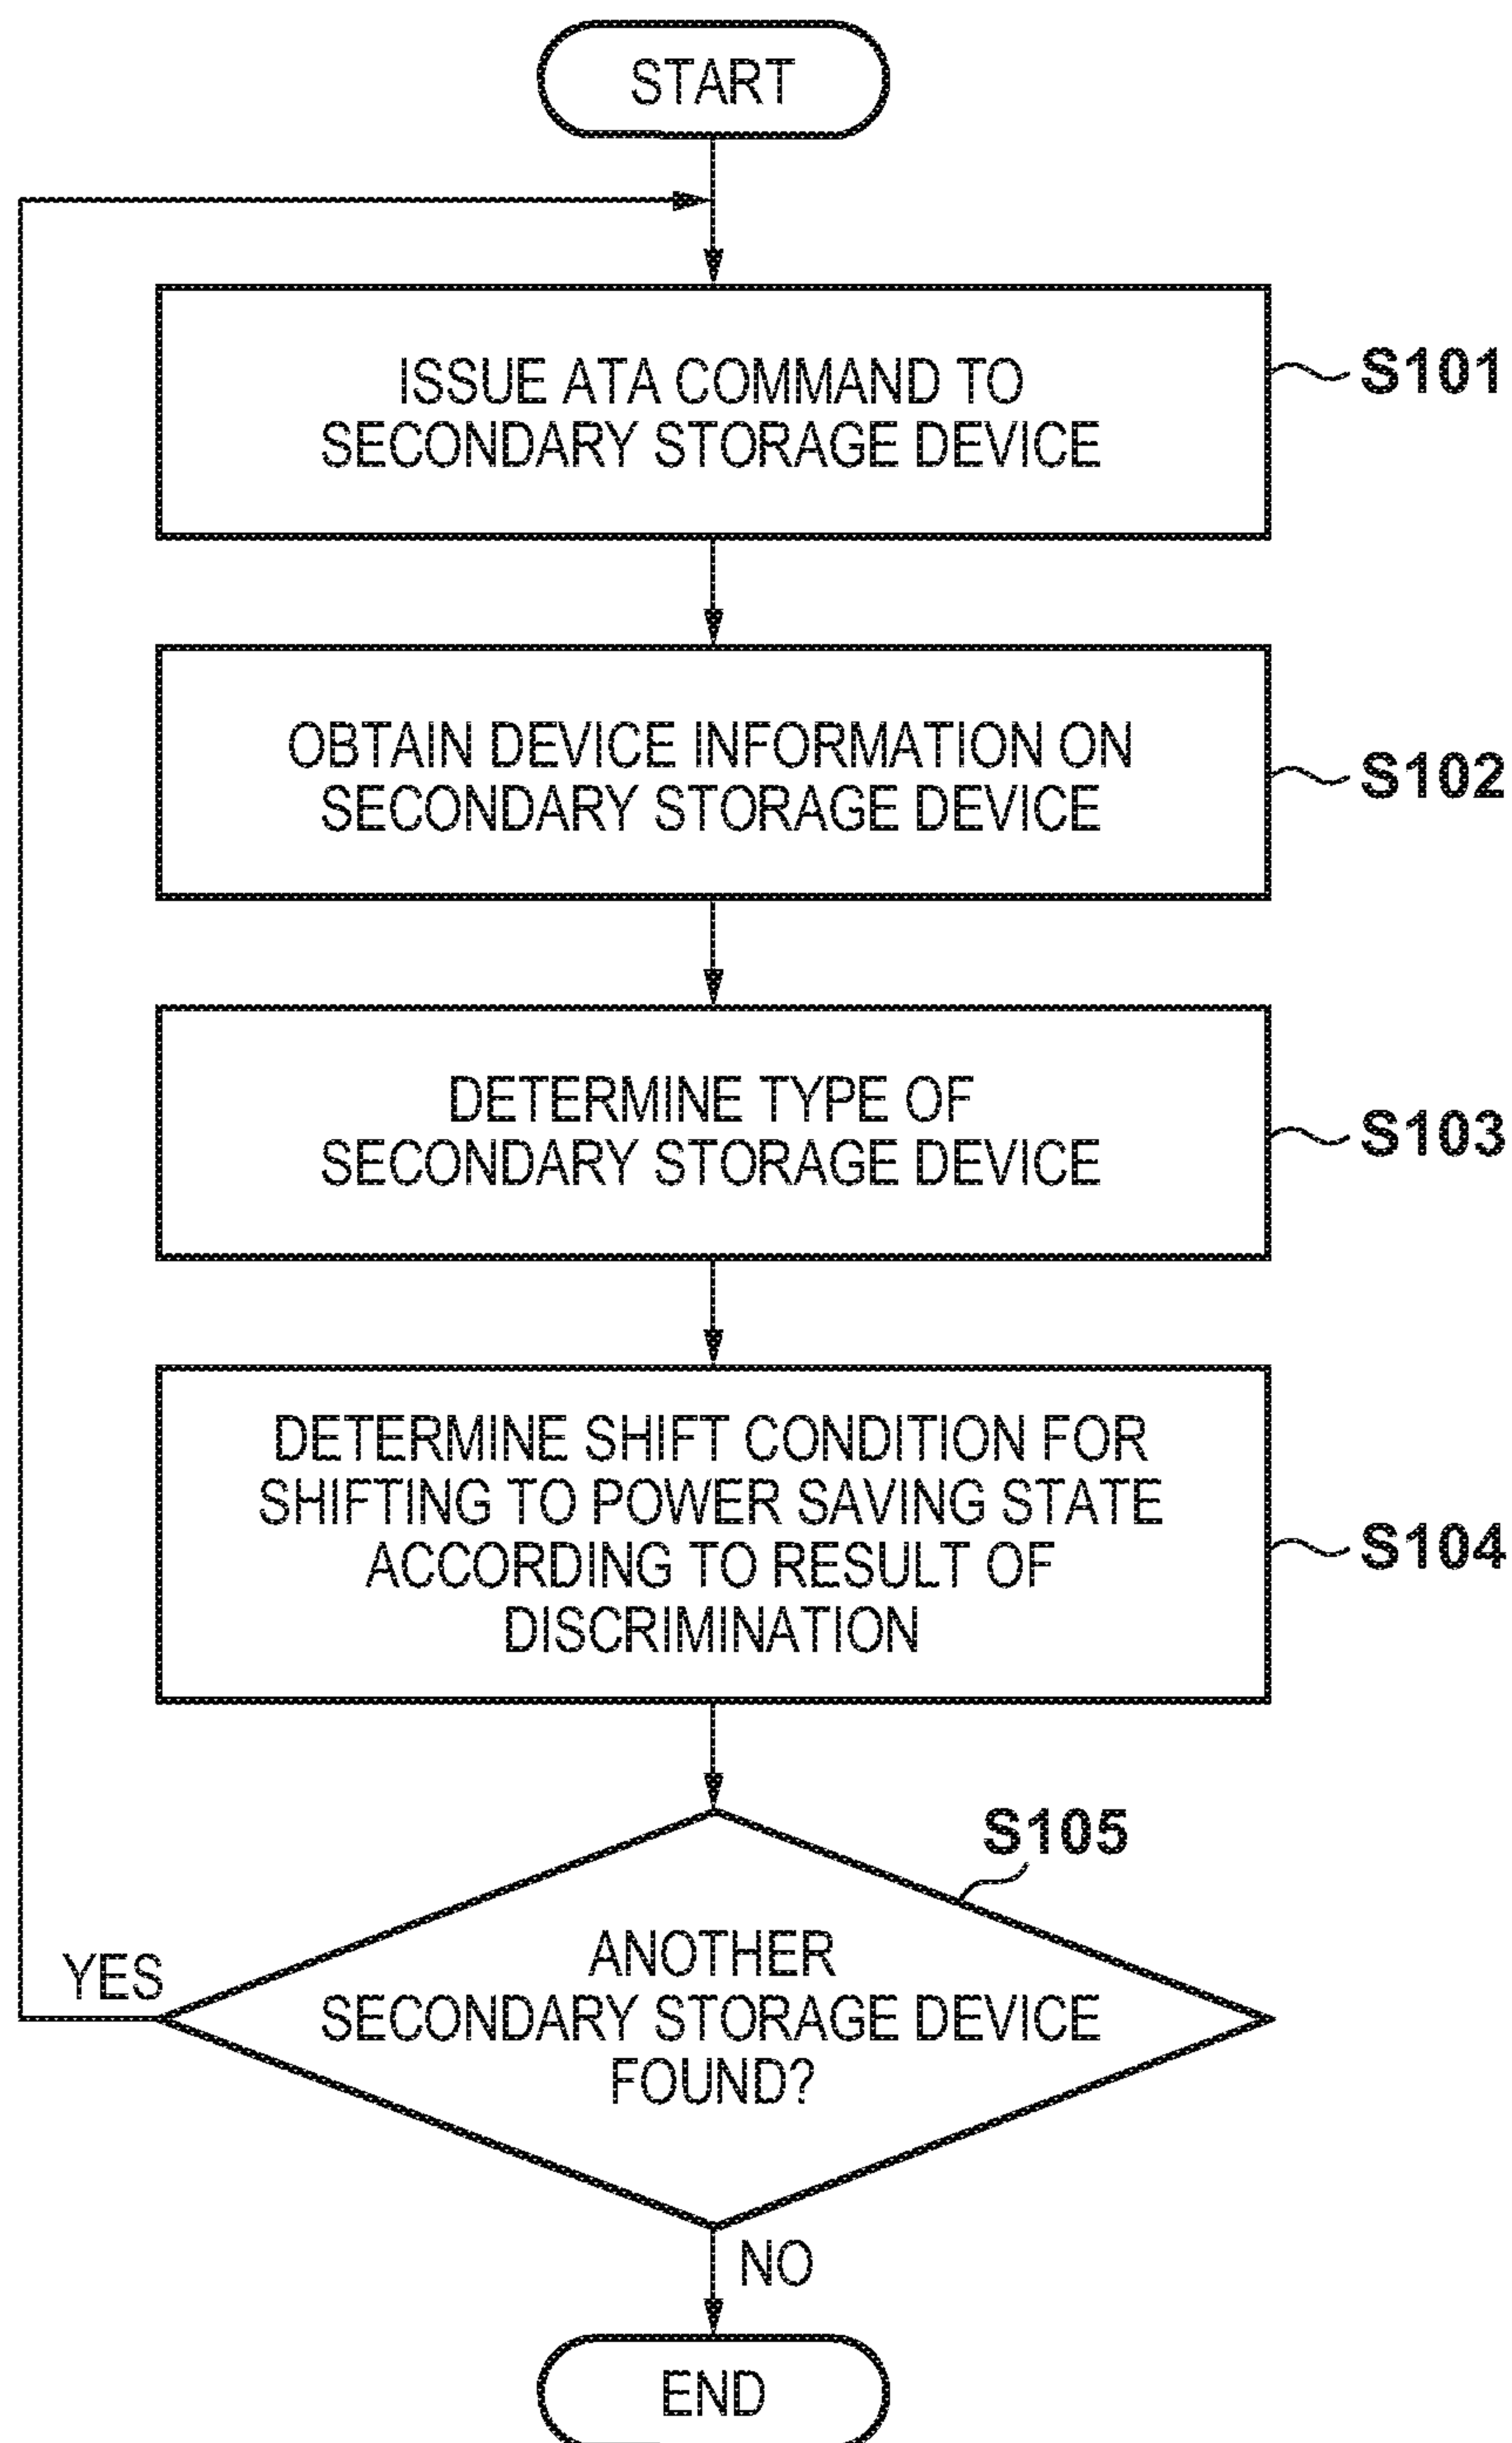 START
ISSUE ATA COMMAND TO
SECONDARY STORAGE DEVICE
S101
OBTAIN DEVICE INFORMATION ON
SECONDARY STORAGE DEVICE
S102
DETERMINE TYPE OF
SECONDARY STORAGE DEVICE
S103
DETERMINE SHIFT CONDITION FOR
SHIFTING TO POWER SAVING STATE
ACCORDING TO RESULT OF
DISCRIMINATION
S104
S105
ANOTHER
SECONDARY STORAGE DEVICE
FOUND?
YES
NO
END